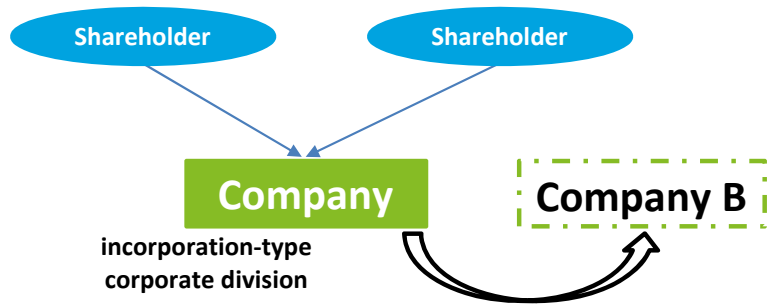 Shareholder
Shareholder
Company
Company B
incorporation-type
corporate division